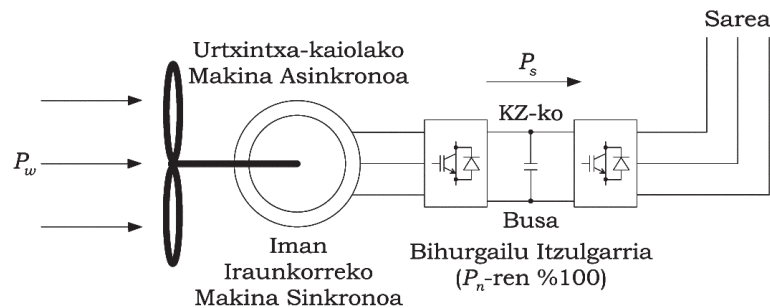 Sarea
Urtxintxa-kaiolako
Makina Asinkronoa
P_s
KZ-ko
P_w
Busa
Iman
Iraunkorreko
Makina Sinkronoa
Bihurgailu Itzulgarria
(P_n-ren %100)